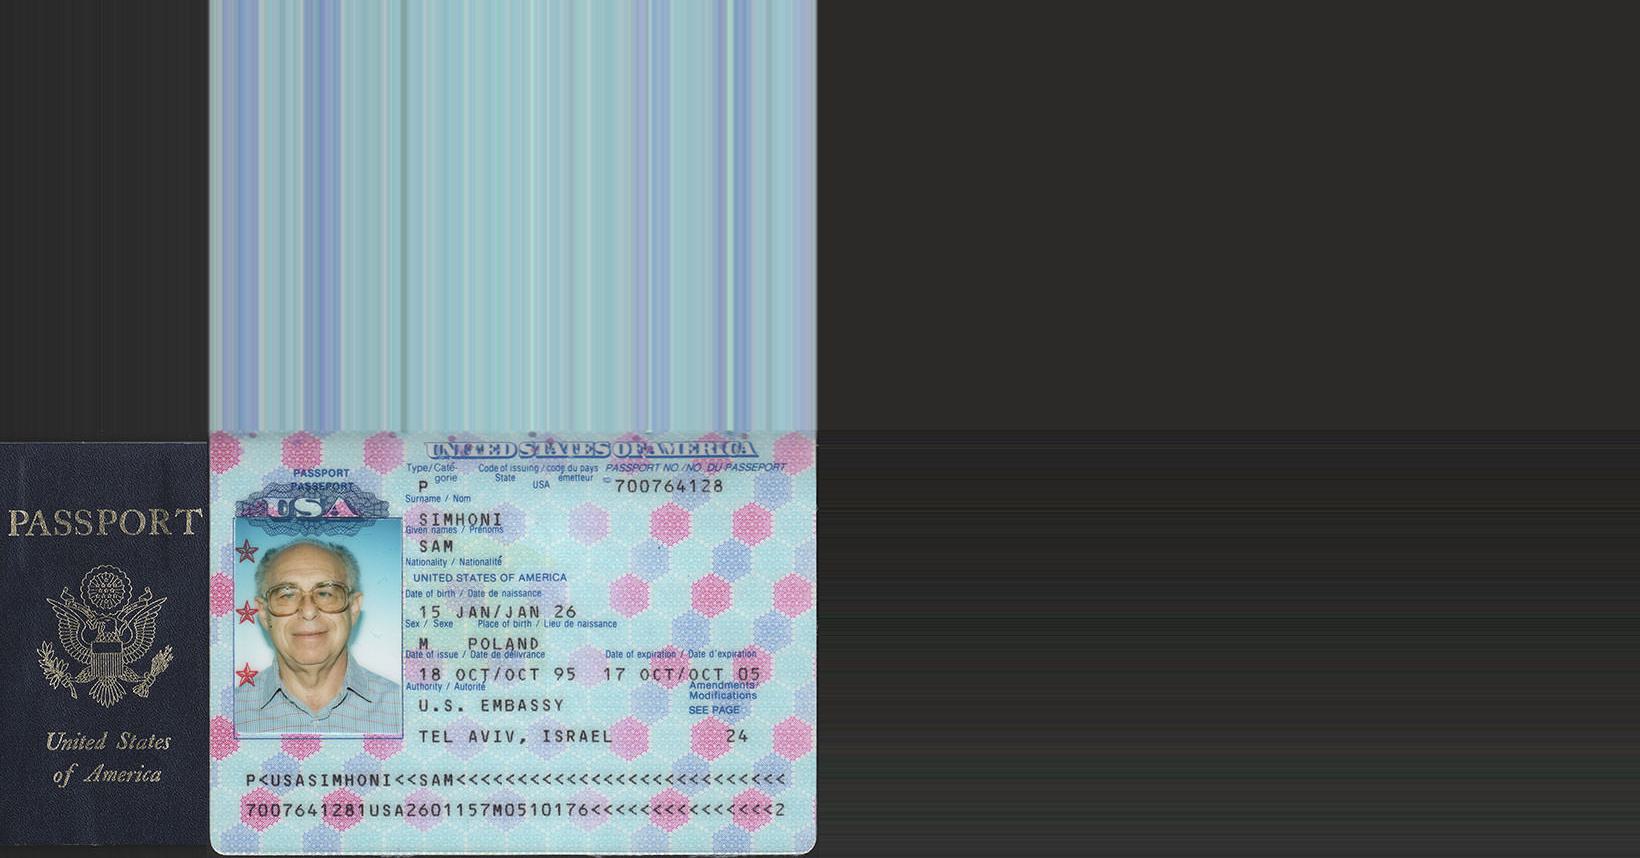 PASSPORT
United States
of America
UNITED STATES OF AMERICA
PASSPORT
PASSEPORT
USA
Type/Caté-
gorie
Code of issuing / code du pays
State
USA
émetteur
PASSPORT NO./NO. DU PASSEPORT
P
700764128
Surname / Nom
SIMHONI
Given names / Prénoms
SAM
Nationality / Nationalité
UNITED STATES OF AMERICA
Date of birth / Date de naissance
15 JAN/JAN 26
Sex / Sexe Place of birth / Lieu de naissance
M POLAND
Date of issue / Date de délivrance Date of expiration / Date d'expiration
18 OCT/OCT 95 17 OCT/OCT 05
Authority / Autorité Amendments/
Modifications
U.S. EMBASSY SEE PAGE
TEL AVIV, ISRAEL 24
P<USASIMHONI<<SAM<<<<<<<<<<<<<<<<<<<<<<<<<<<
7007641281USA2601157M0510176<<<<<<<<<<<<<<<2